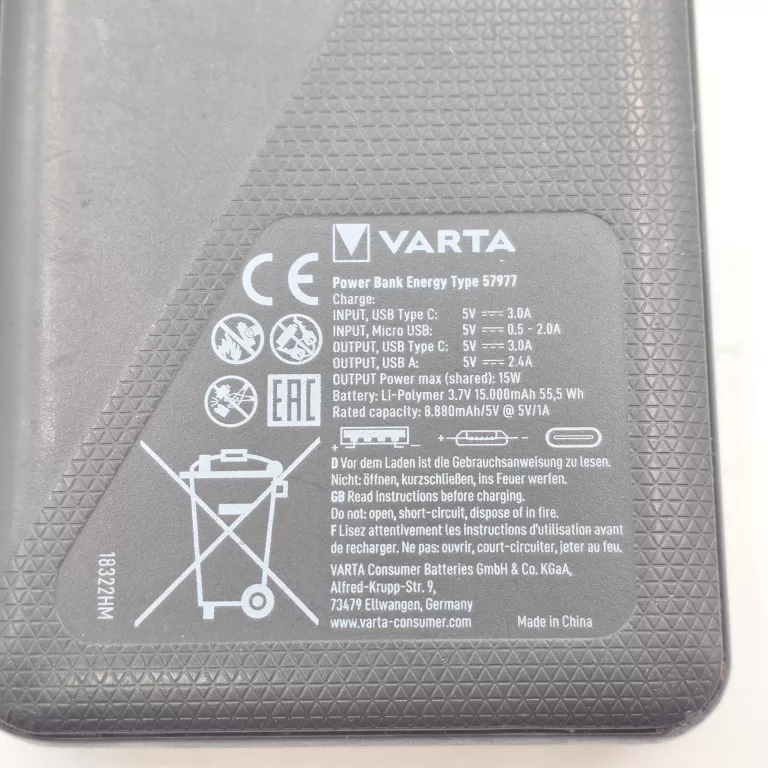 VARTA
CE
Power Bank Energy Type 57977
Charge:
INPUT, USB Type C: 5V ⎓ 3.0A
INPUT, Micro USB: 5V ⎓ 0.5 - 2.0A
OUTPUT, USB Type C: 5V ⎓ 3.0A
OUTPUT, USB A: 5V ⎓ 2.4A
OUTPUT Power max (shared): 15W
Battery: Li-Polymer 3.7V 15.000mAh 55,5 Wh
Rated capacity: 8.880mAh/5V @ 5V/1A
EAC
- + + -
D Vor dem Laden ist die Gebrauchsanweisung zu lesen.
Nicht: öffnen, kurzschließen, ins Feuer werfen.
GB Read instructions before charging.
Do not: open, short-circuit, dispose of in fire.
F Lisez attentivement les instructions d'utilisation avant
de recharger. Ne pas: ouvrir, court-circuiter, jeter au feu.
VARTA Consumer Batteries GmbH & Co. KGaA,
Alfred-Krupp-Str. 9,
73479 Ellwangen, Germany
www.varta-consumer.com Made in China
18322HM